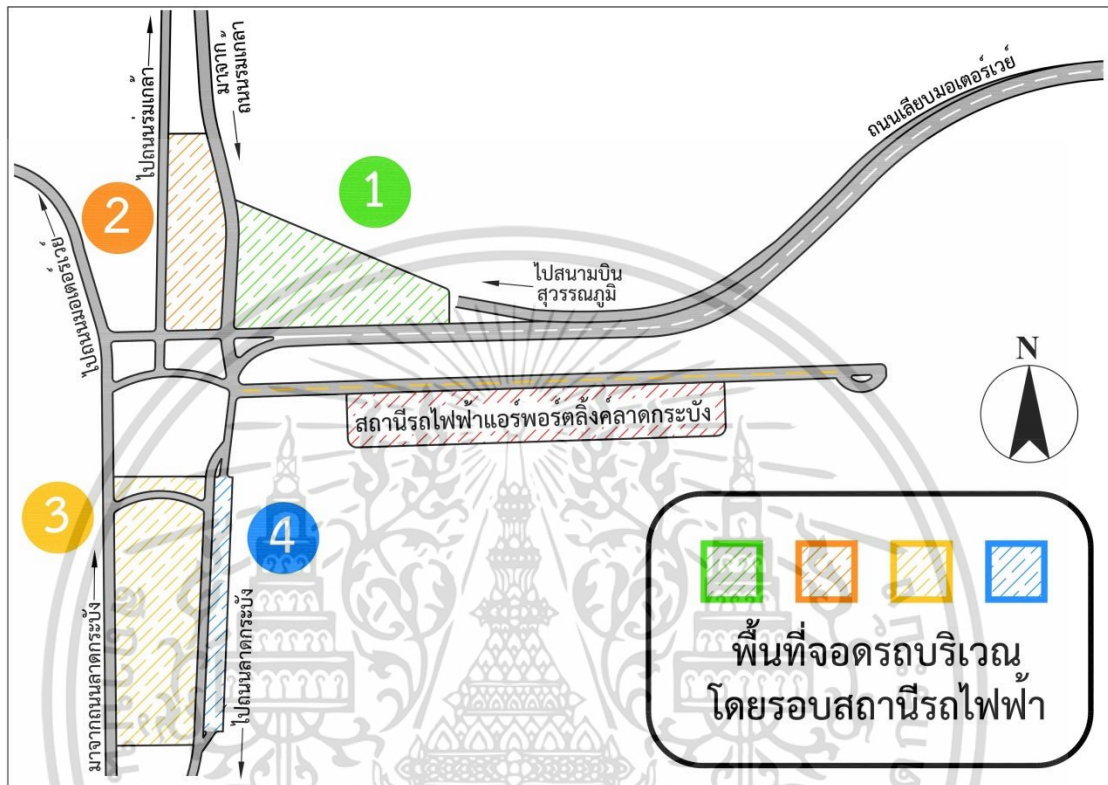 ไปถนนร่มเกล้า
มาจาก
ถนนร่มเกล้า
ถนนเลียบมอเตอร์เวย์
2
1
ไปถนนมอเตอร์เวย์
ไปสนามบิน
สุวรรณภูมิ
N
สถานีรถไฟฟ้าแอร์พอร์ตลิ้งค์ลาดกระบัง
3
4
มาจากถนนลาดกระบัง
ไปถนนลาดกระบัง
พื้นที่จอดรถบริเวณ
โดยรอบสถานีรถไฟฟ้า